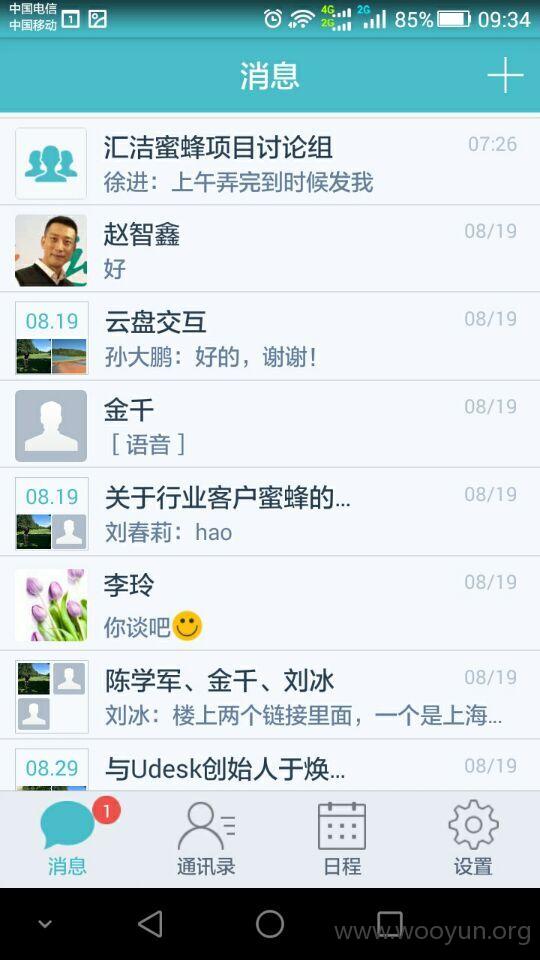 中国电信
中国移动 1 4G 2G 2G 85% 09:34
消息
汇洁蜜蜂项目讨论组 07:26
徐进：上午弄完到时候发我
赵智鑫 08/19
好
08.19 云盘交互 08/19
孙大鹏：好的，谢谢！
金千 08/19
［语音］
08.19 关于行业客户蜜蜂的... 08/19
刘春莉：hao
李玲 08/19
你谈吧
陈学军、金千、刘冰 08/19
刘冰：楼上两个链接里面，一个是上海...
08.29 与Udesk创始人于焕... 08/19
1
消息 通讯录 日程 设置
www.wooyun.org